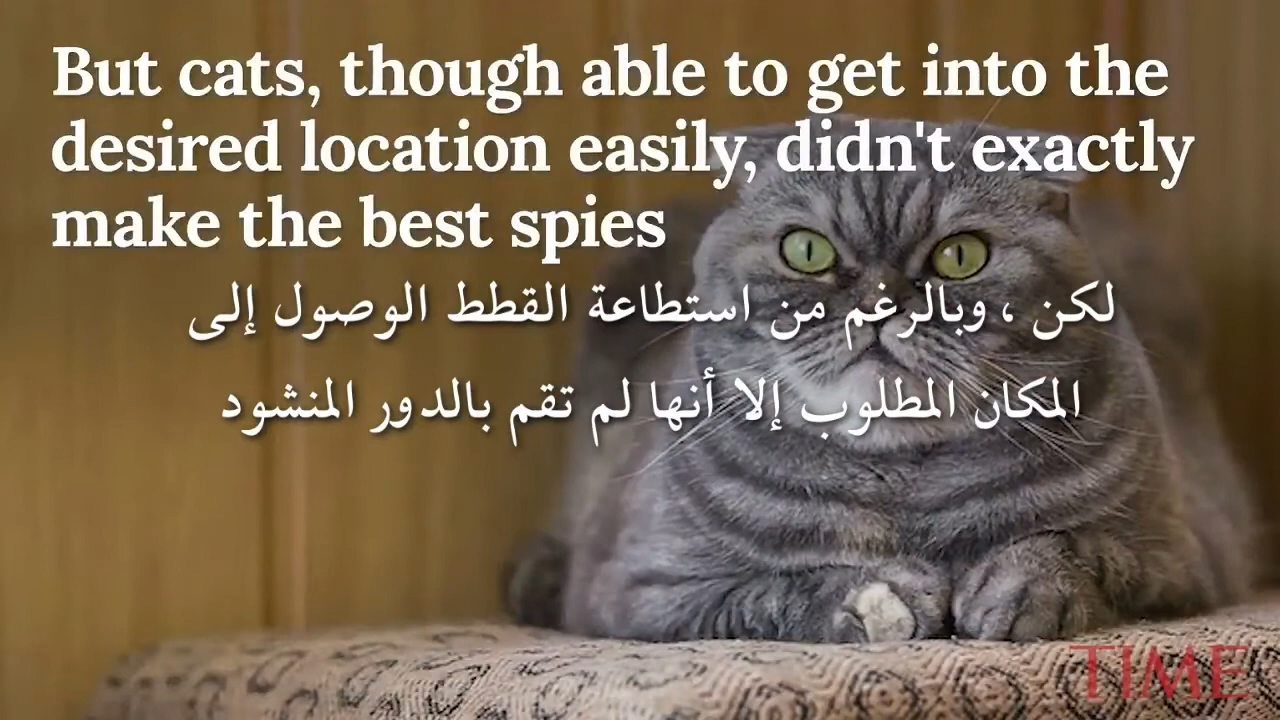 But cats, though able to get into the
desired location easily, didn't exactly
make the best spies
لكن ، وبالرغم من استطاعة القطط الوصول إلى
المكان المطلوب إلا أنها لم تقم بالدور المنشود
TIME